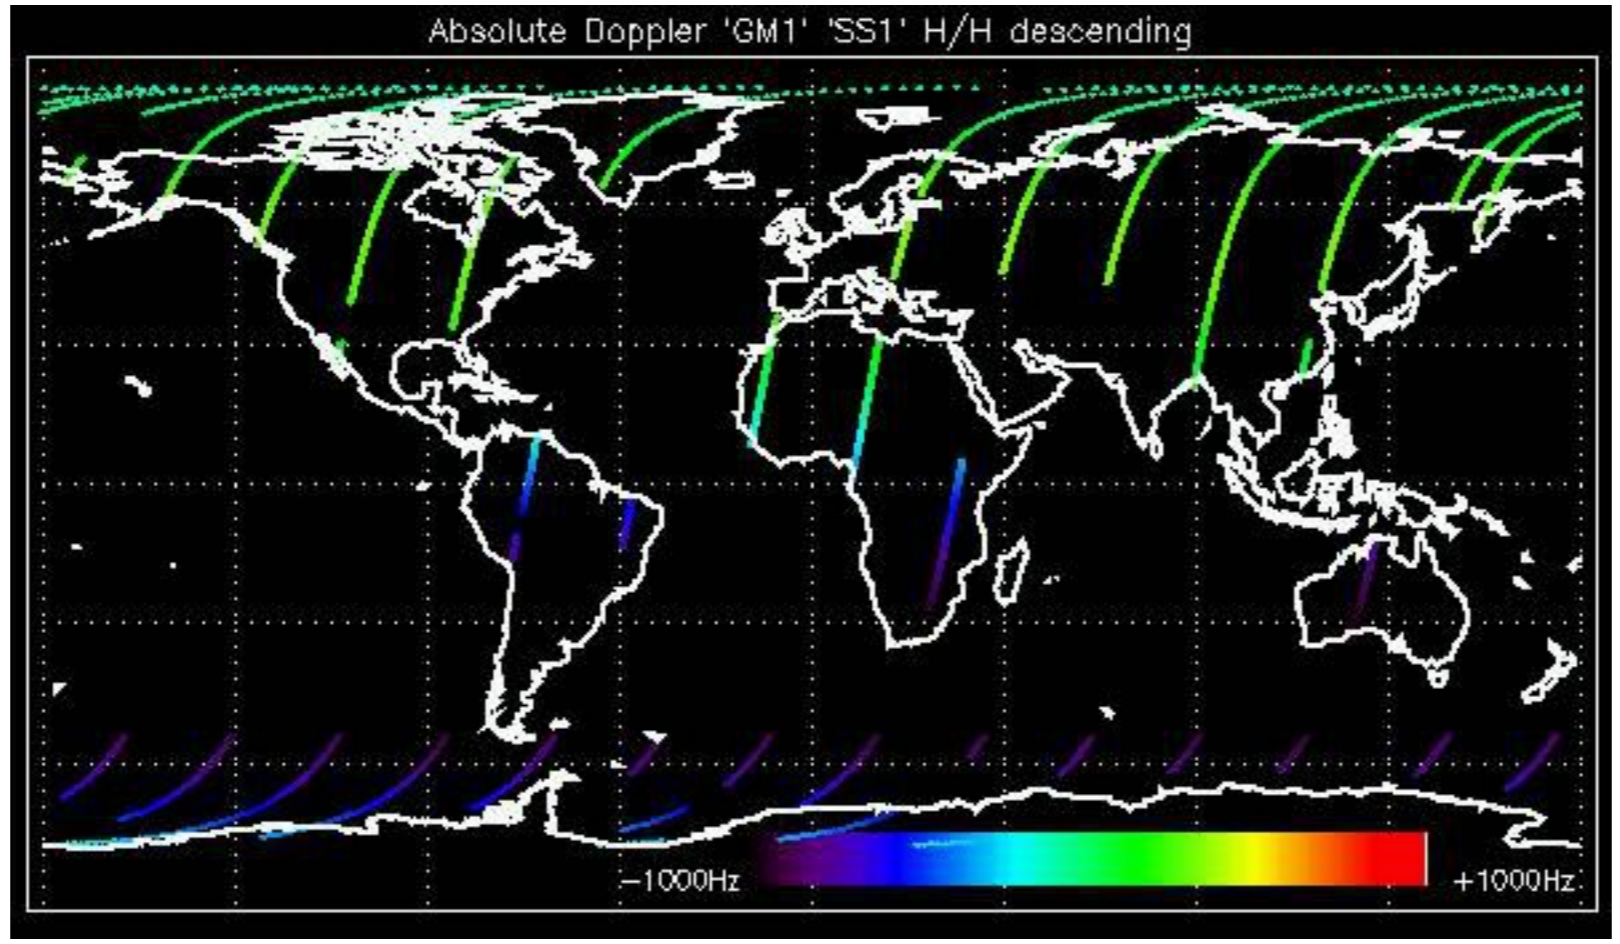 Absolute Doppler 'GM1' 'SS1' H/H descending
−1000Hz
+1000Hz